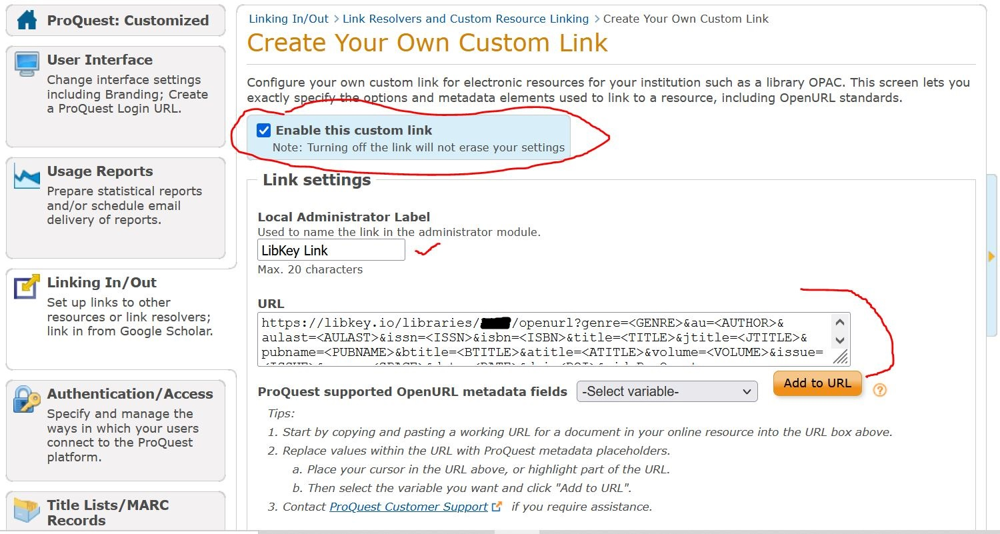 ProQuest: Customized
User Interface
Change interface settings
including Branding; Create
a ProQuest Login URL.
Usage Reports
Prepare statistical reports
and/or schedule email
delivery of reports.
Linking In/Out
Set up links to other
resources or link resolvers;
link in from Google Scholar.
Authentication/Access
Specify and manage the
ways in which your users
connect to the ProQuest
platform.
Title Lists/MARC
Records
Linking In/Out > Link Resolvers and Custom Resource Linking > Create Your Own Custom Link
Create Your Own Custom Link
Configure your own custom link for electronic resources for your institution such as a library OPAC. This screen lets you
exactly specify the options and metadata elements used to link to a resource, including OpenURL standards.
Enable this custom link
Note: Turning off the link will not erase your settings
Link settings
Local Administrator Label
Used to name the link in the administrator module.
LibKey Link
Max. 20 characters
URL
https://libkey.io/libraries/ /openurl?genre=<GENRE>&au=<AUTHOR>&
aulast=<AULAST>&issn=<ISSN>&isbn=<ISBN>&title=<TITLE>&jtitle=<JTITLE>&
pubname=<PUBNAME>&btitle=<BTITLE>&atitle=<ATITLE>&volume=<VOLUME>&issue=
ProQuest supported OpenURL metadata fields -Select variable- Add to URL ?
Tips:
1. Start by copying and pasting a working URL for a document in your online resource into the URL box above.
2. Replace values within the URL with ProQuest metadata placeholders.
a. Place your cursor in the URL above, or highlight part of the URL.
b. Then select the variable you want and click "Add to URL".
3. Contact ProQuest Customer Support if you require assistance.